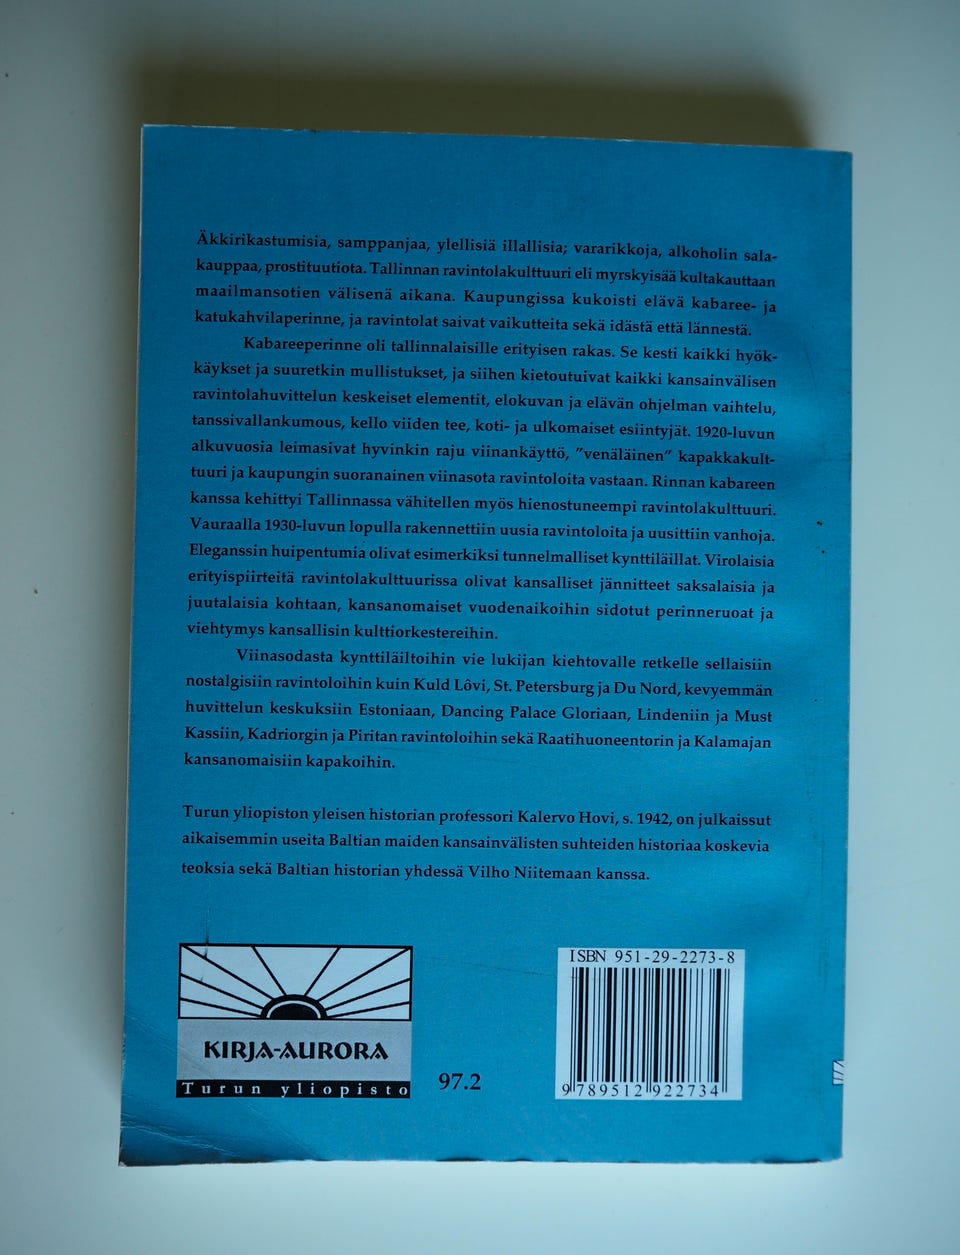 Äkkirikastumisia, samppanjaa, ylellisiä illallisia; vararikkoja, alkoholin sala-
kauppaa, prostituutiota. Tallinnan ravintolakulttuuri eli myrskyisää kultakauttaan
maailmansotien välisenä aikana. Kaupungissa kukoisti elävä kabaree- ja
katukahvilaperinne, ja ravintolat saivat vaikutteita sekä idästä että lännestä.
Kabareeperinne oli tallinnalaisille erityisen rakas. Se kesti kaikki hyök-
käykset ja suuretkin mullistukset, ja siihen kietoutuivat kaikki kansainvälisen
ravintolahuvittelun keskeiset elementit, elokuvan ja elävän ohjelman vaihtelu,
tanssivallankumous, kello viiden tee, koti- ja ulkomaiset esiintyjät. 1920-luvun
alkuvuosia leimasivat hyvinkin raju viinankäyttö, ”venäläinen” kapakkakult-
tuuri ja kaupungin suoranainen viinasota ravintoloita vastaan. Rinnan kabareen
kanssa kehittyi Tallinnassa vähitellen myös hienostuneempi ravintolakulttuuri.
Vauraalla 1930-luvun lopulla rakennettiin uusia ravintoloita ja uusittiin vanhoja.
Eleganssin huipentumia olivat esimerkiksi tunnelmalliset kynttiläillat. Virolaisia
erityispiirteitä ravintolakulttuurissa olivat kansalliset jännitteet saksalaisia ja
juutalaisia kohtaan, kansanomaiset vuodenaikoihin sidotut perinneruoat ja
viehtymys kansallisin kulttiorkestereihin.
Viinasodasta kynttiläiltoihin vie lukijan kiehtovalle retkelle sellaisiin
nostalgisiin ravintoloihin kuin Kuld Lôvi, St. Petersburg ja Du Nord, kevyemmän
huvittelun keskuksiin Estoniaan, Dancing Palace Gloriaan, Lindeniin ja Must
Kassiin, Kadriorgin ja Piritan ravintoloihin sekä Raatihuoneentorin ja Kalamajan
kansanomaisiin kapakoihin.
Turun yliopiston yleisen historian professori Kalervo Hovi, s. 1942, on julkaissut
aikaisemmin useita Baltian maiden kansainvälisten suhteiden historiaa koskevia
teoksia sekä Baltian historian yhdessä Vilho Niitemaan kanssa.
KIRJA-AURORA
Turun yliopisto
97.2
ISBN 951-29-2273-8
9 789512 922734